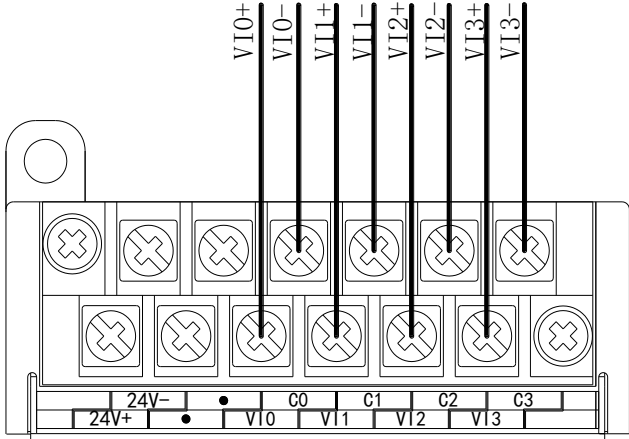 VI0+ VI0- VI1+ VI1- VI2+ VI2- VI3+ VI3-
24V- • C0 C1 C2 C3
24V+ • VI0 VI1 VI2 VI3